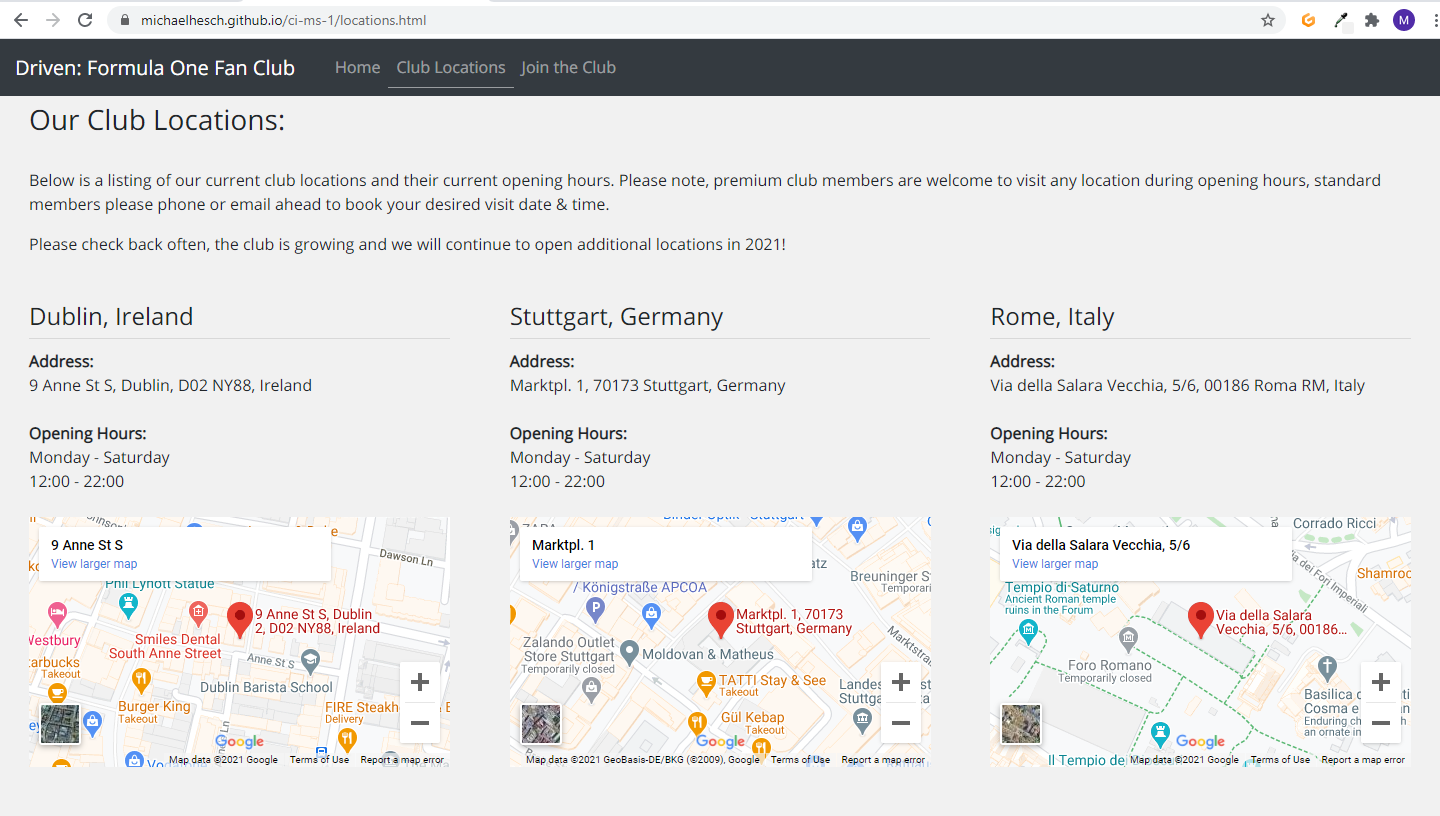 michaelhesch.github.io/ci-ms-1/locations.html
M
Driven: Formula One Fan Club
Home
Club Locations
Join the Club
Our Club Locations:
Below is a listing of our current club locations and their current opening hours. Please note, premium club members are welcome to visit any location during opening hours, standard
members please phone or email ahead to book your desired visit date & time.
Please check back often, the club is growing and we will continue to open additional locations in 2021!
Dublin, Ireland
Address:
9 Anne St S, Dublin, D02 NY88, Ireland
Opening Hours:
Monday - Saturday
12:00 - 22:00
9 Anne St S
View larger map
Dawson Ln
Phil Lynott Statue
9 Anne St S, Dublin
2, D02 NY88, Ireland
Westbury
Smiles Dental
South Anne Street
Anne St S
Takeout
Dublin Barista School
Burger King
Takeout
FIRE
Delivery
Google
Map data ©2021 Google
Terms of Use
Report a map error
Stuttgart, Germany
Address:
Marktpl. 1, 70173 Stuttgart, Germany
Opening Hours:
Monday - Saturday
12:00 - 22:00
Marktpl. 1
View larger map
/ Königstraße APCOA
Breuninger
P
Marktpl. 1, 70173
Stuttgart, Germany
Zalando Outlet
Store Stuttgart
Temporarily closed
Moldovan & Matheus
TATTI Stay & See
Takeout
Gül Kebap
Takeout
Google
Map data ©2021 GeoBasis-DE/BKG (©2009), Google
Terms of Use
Report a map error
Rome, Italy
Address:
Via della Salara Vecchia, 5/6, 00186 Roma RM, Italy
Opening Hours:
Monday - Saturday
12:00 - 22:00
Corrado Ricci
Via della Salara Vecchia, 5/6
View larger map
Via dei Fori Imperiali
Tempio di Saturno
Ancient Roman temple
ruins in the Forum
Via della Salara
Vecchia, 5/6, 00186...
Foro Romano
Temporarily closed
Basilica
Cosma e
Enduring
an ornate
Il Tempio
Google
Map data ©2021 Google
Terms of Use
Report a map error